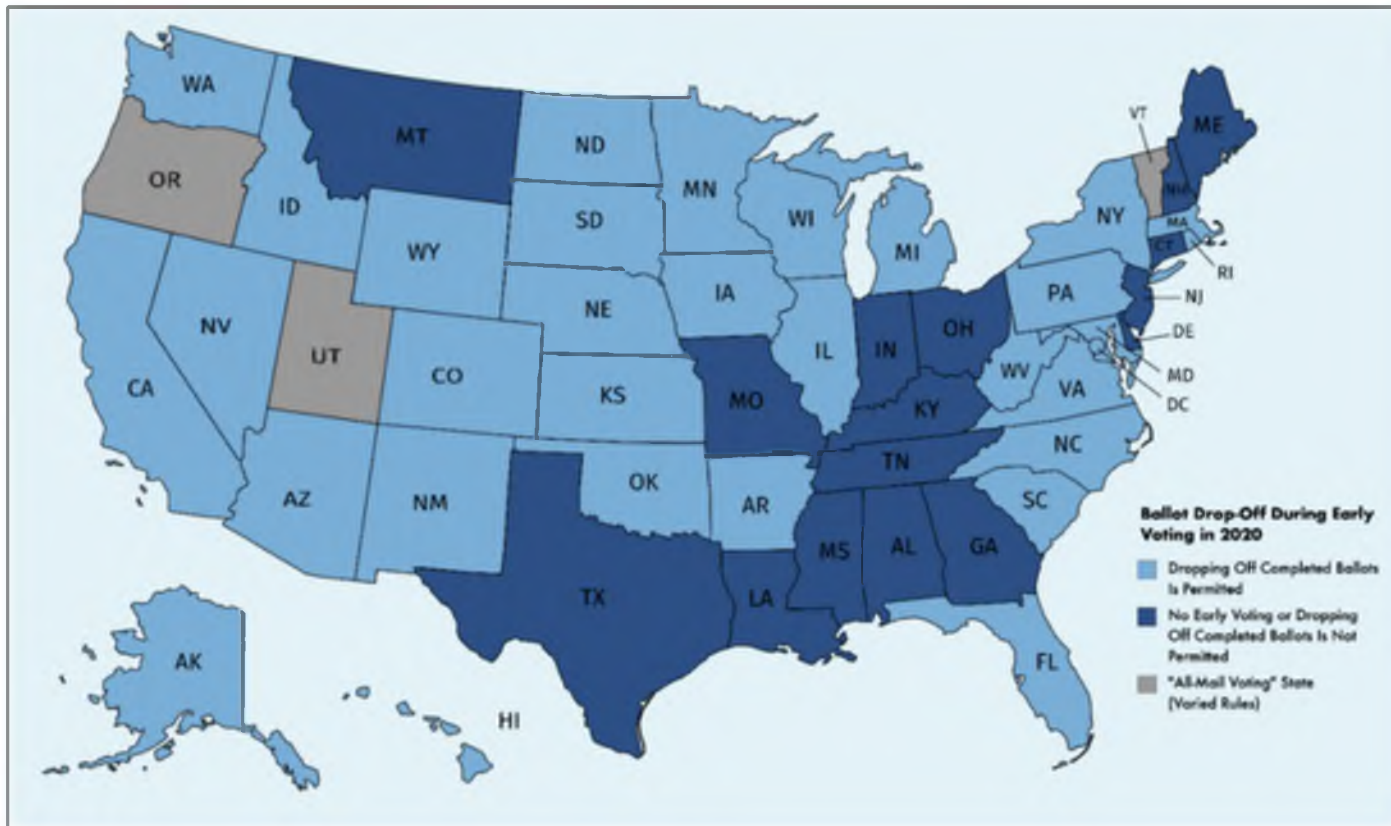 WA
MT
ND
MN
VT
ME
OR
ID
SD
WI
NH
NY
MA
WY
MI
CT
RI
IA
PA
NE
NJ
NV
OH
UT
IL
IN
DE
CO
WV
MD
CA
KS
VA
MO
KY
DC
NC
TN
OK
AZ
NM
AR
SC
MS
AL
GA
TX
LA
AK
FL
HI
Ballot Drop-Off During Early
Voting in 2020
Dropping Off Completed Ballots
Is Permitted
No Early Voting or Dropping
Off Completed Ballots Is Not
Permitted
"All-Mail Voting" State
(Varied Rules)